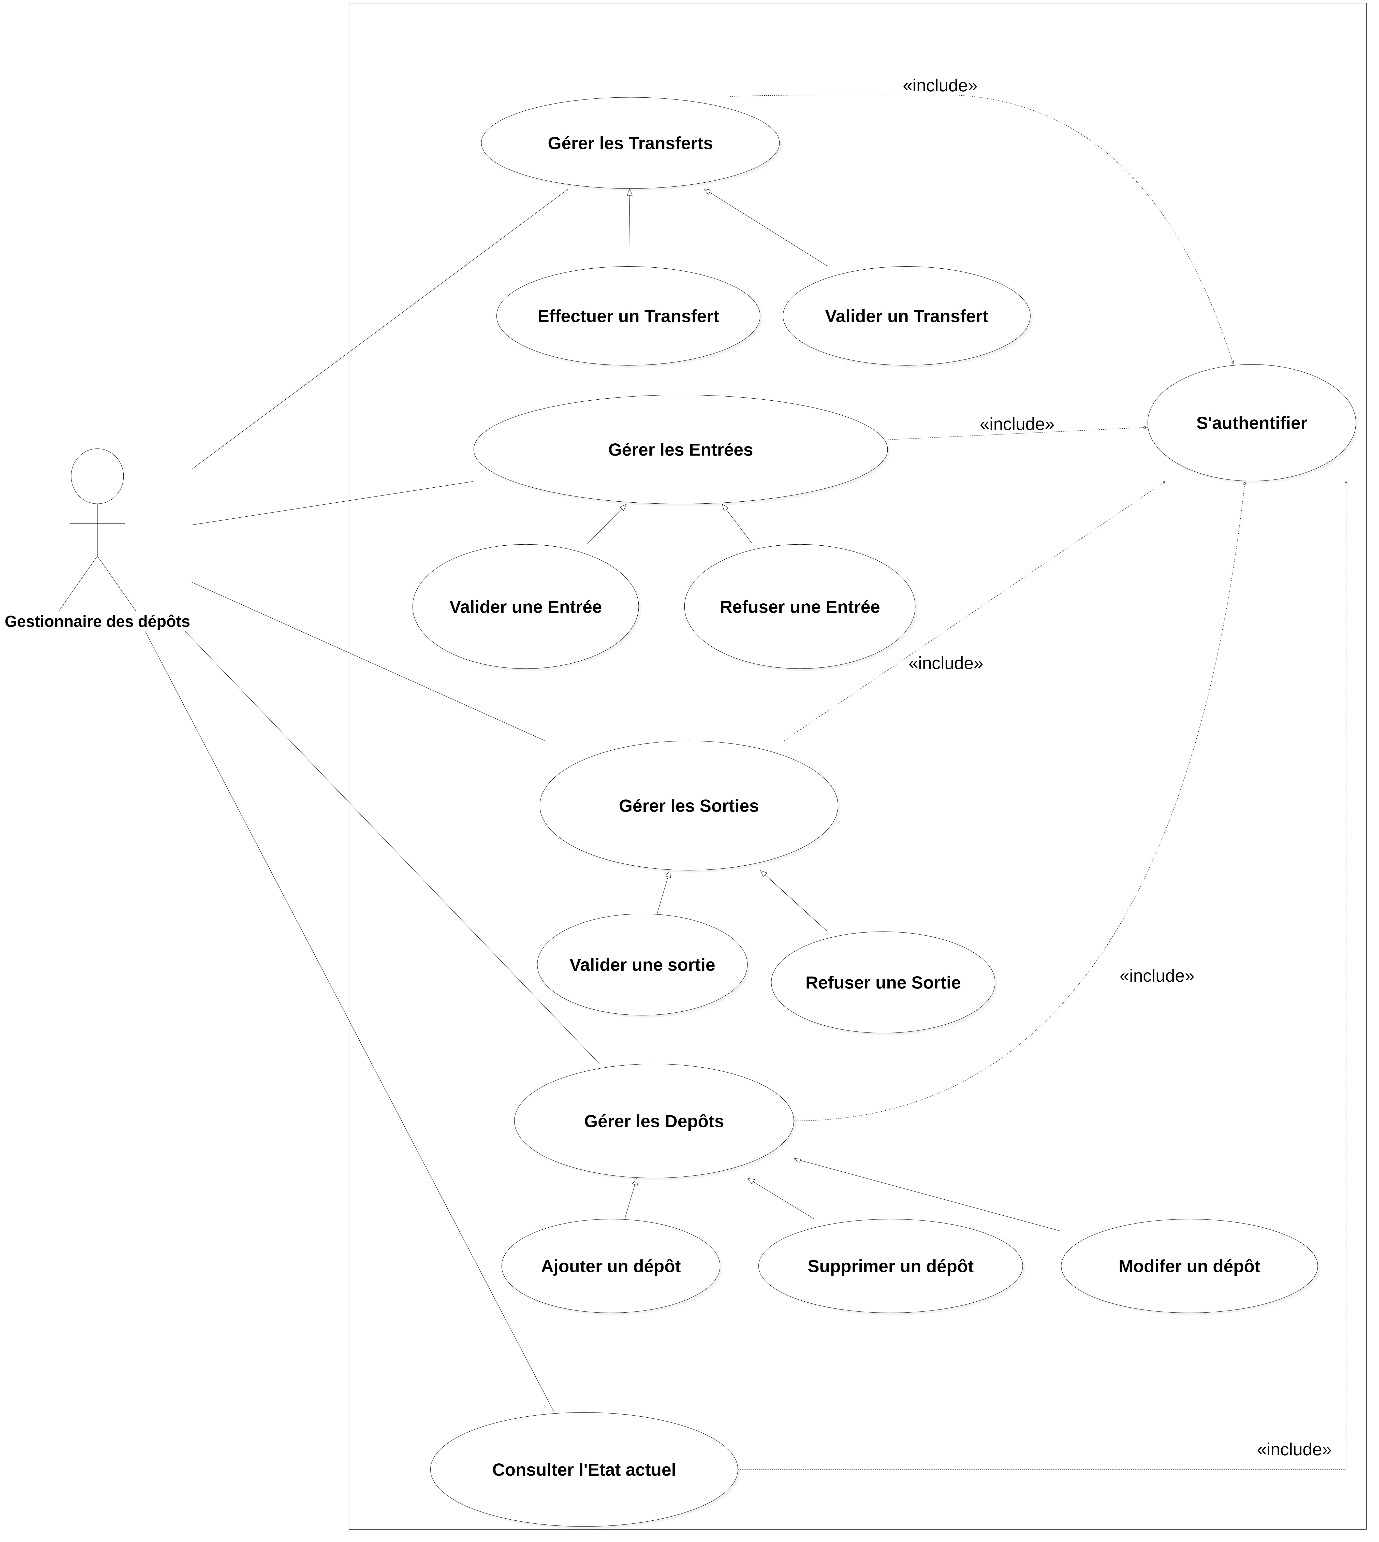 «include»
Gérer les Transferts
Effectuer un Transfert
Valider un Transfert
S'authentifier
«include»
Gérer les Entrées
Valider une Entrée
Refuser une Entrée
Gestionnaire des dépôts
«include»
Gérer les Sorties
Valider une sortie
Refuser une Sortie
«include»
Gérer les Depôts
Ajouter un dépôt
Supprimer un dépôt
Modifer un dépôt
«include»
Consulter l'Etat actuel